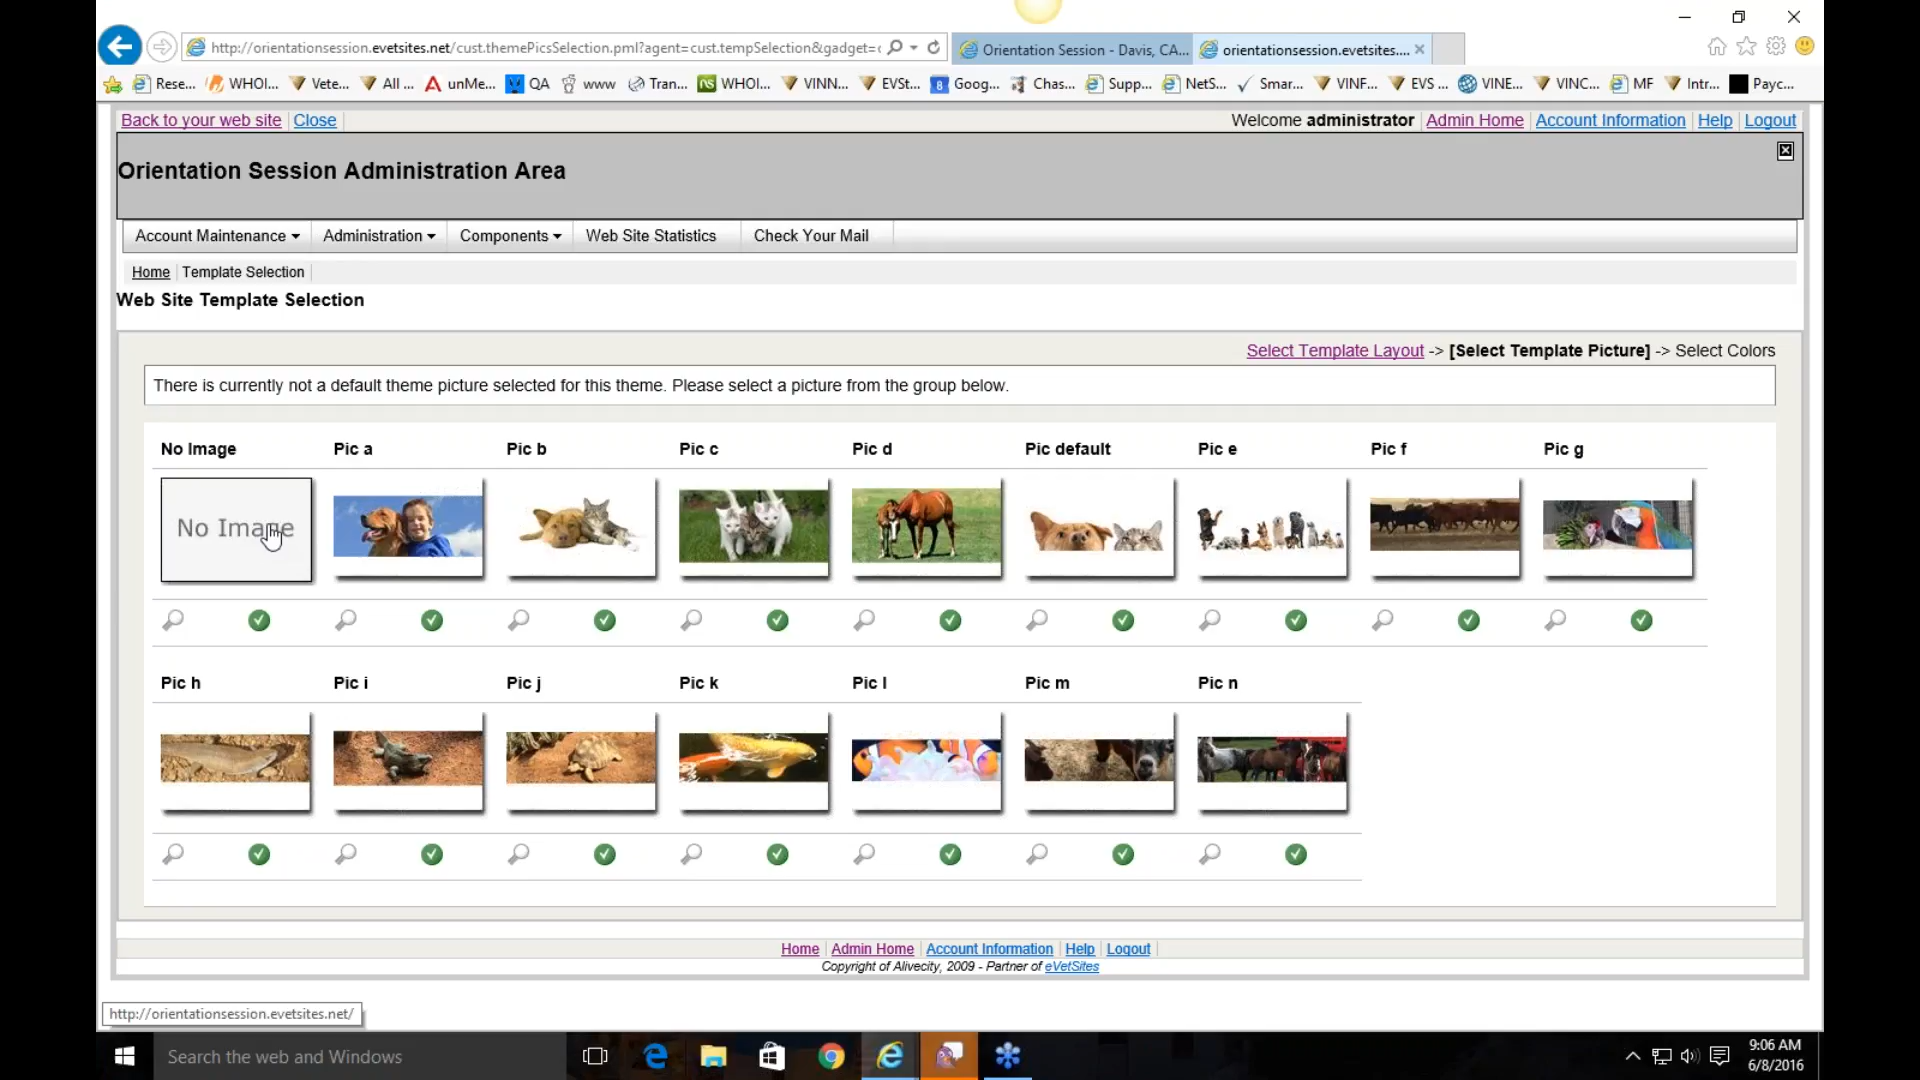 http://orientationsession.evetsites.net/cust.themePicsSelection.pml?agent=cust.tempSelection&gadget=c
Orientation Session - Davis, CA...
orientationsession.evetsites....
Rese... WHOI... Vete... All ... unMe... QA www Tran... WHOI... VINN... EVSt... Goog... Chas... Supp... NetS... Smar... VINF... EVS ... VINE... VINC... MF Intr... Payc...
Back to your web site Close Welcome administrator Admin Home Account Information Help Logout
Orientation Session Administration Area
Account Maintenance Administration Components Web Site Statistics Check Your Mail
Home Template Selection
Web Site Template Selection
Select Template Layout -> [Select Template Picture] -> Select Colors
There is currently not a default theme picture selected for this theme. Please select a picture from the group below.
No Image Pic a Pic b Pic c Pic d Pic default Pic e Pic f Pic g
No Image
Pic h Pic i Pic j Pic k Pic l Pic m Pic n
Home Admin Home Account Information Help Logout
Copyright of Alivecity, 2009 - Partner of eVetSites
http://orientationsession.evetsites.net/
Search the web and Windows
9:06 AM
6/8/2016